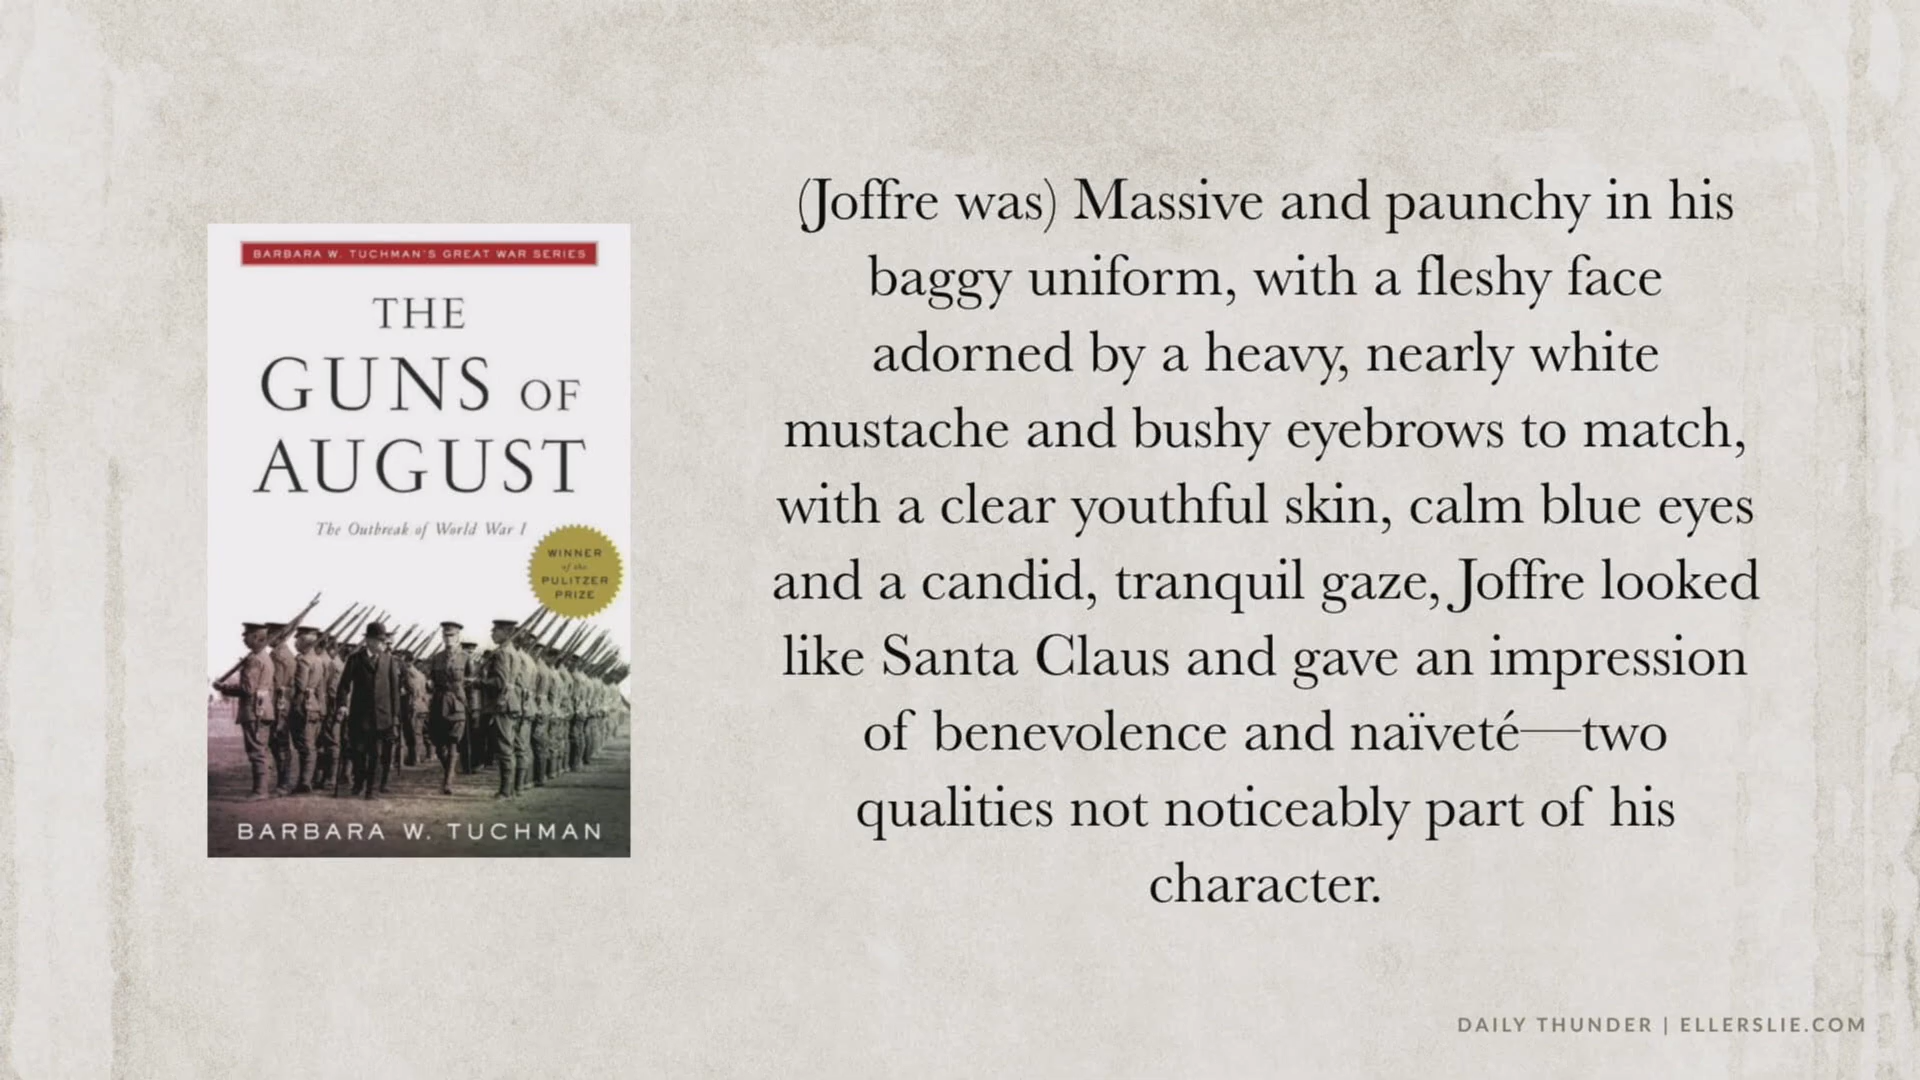 BARBARA W. TUCHMAN'S GREAT WAR SERIES
THE
GUNS OF
AUGUST
The Outbreak of World War I
WINNER
of the
PULITZER
PRIZE
BARBARA W. TUCHMAN
(Joffre was) Massive and paunchy in his
baggy uniform, with a fleshy face
adorned by a heavy, nearly white
mustache and bushy eyebrows to match,
with a clear youthful skin, calm blue eyes
and a candid, tranquil gaze, Joffre looked
like Santa Claus and gave an impression
of benevolence and naïveté—two
qualities not noticeably part of his
character.
DAILY THUNDER | ELLERSLIE.COM